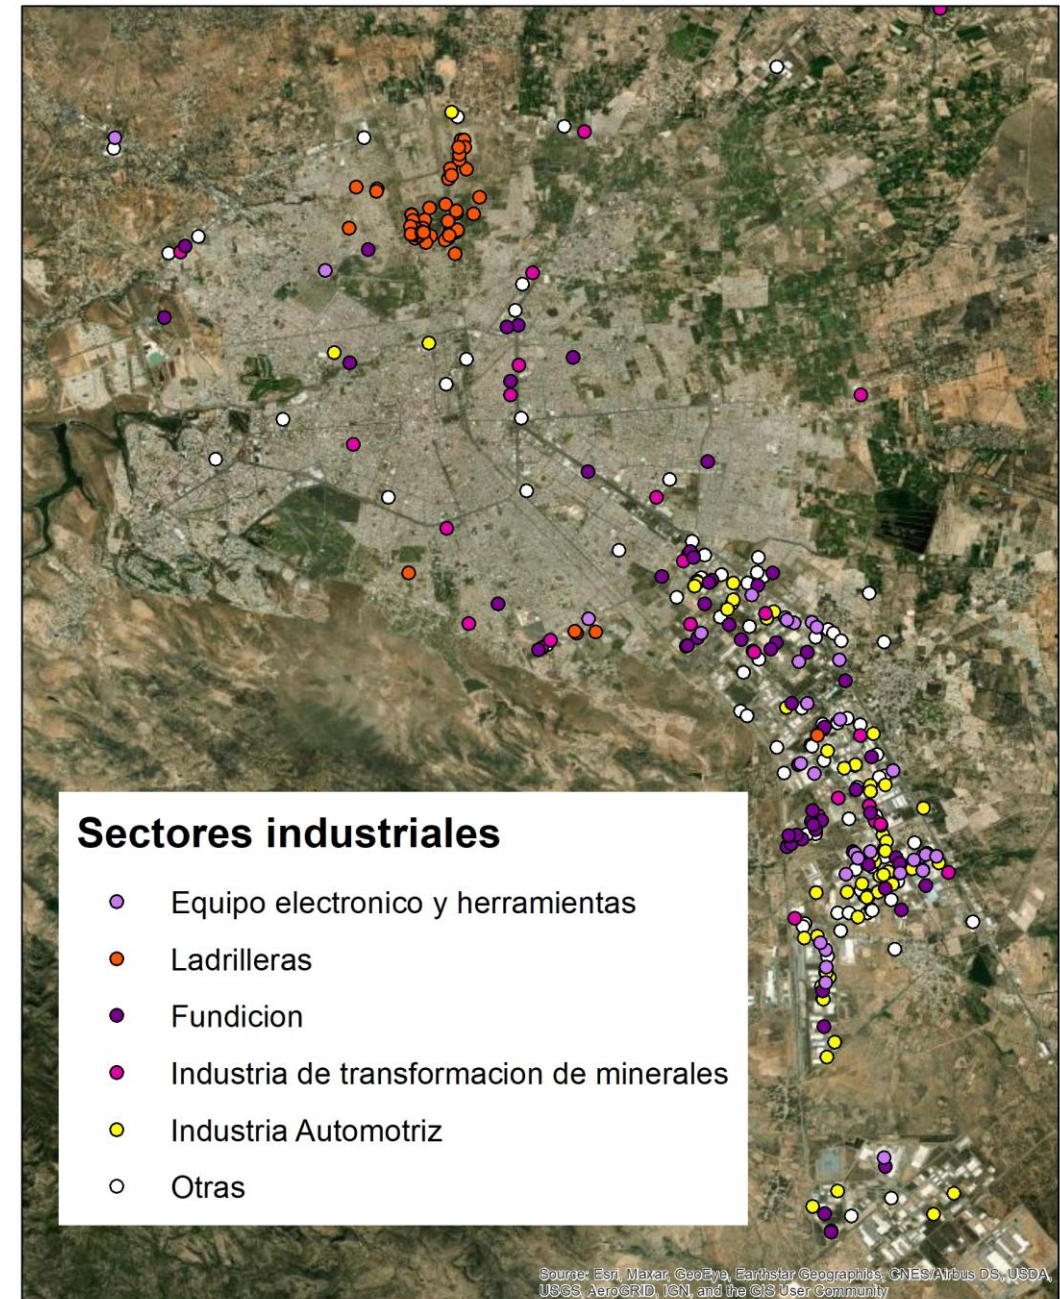 Sectores industriales
Equipo electronico y herramientas
Ladrilleras
Fundicion
Industria de transformacion de minerales
Industria Automotriz
Otras
Source: Esri, Maxar, GeoEye, Earthstar Geographics, CNES/Airbus DS, USDA,
USGS, AeroGRID, IGN, and the GIS User Community